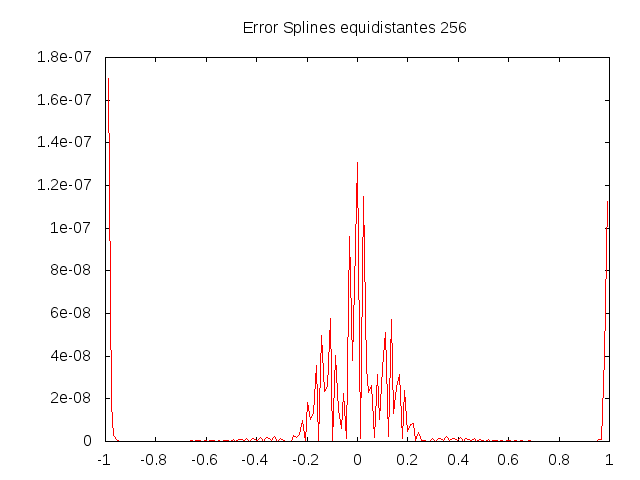 Error Splines equidistantes 256
1.8e-07
1.6e-07
1.4e-07
1.2e-07
1e-07
8e-08
6e-08
4e-08
2e-08
0
-1 -0.8 -0.6 -0.4 -0.2 0 0.2 0.4 0.6 0.8 1